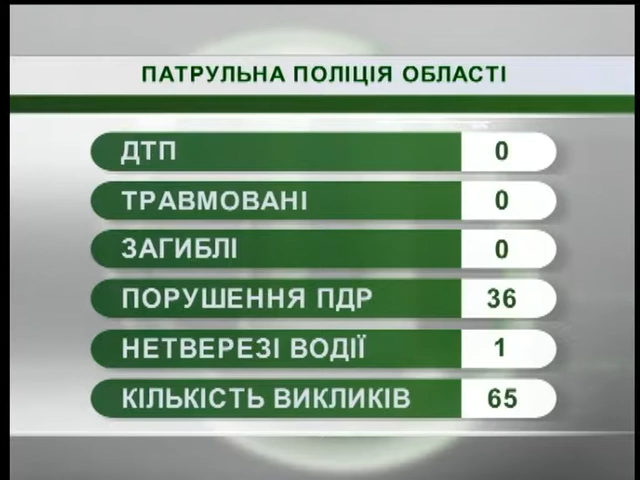 ПАТРУЛЬНА ПОЛІЦІЯ ОБЛАСТІ
ДТП 0
ТРАВМОВАНІ 0
ЗАГИБЛІ 0
ПОРУШЕННЯ ПДР 36
НЕТВЕРЕЗІ ВОДІЇ 1
КІЛЬКІСТЬ ВИКЛИКІВ 65